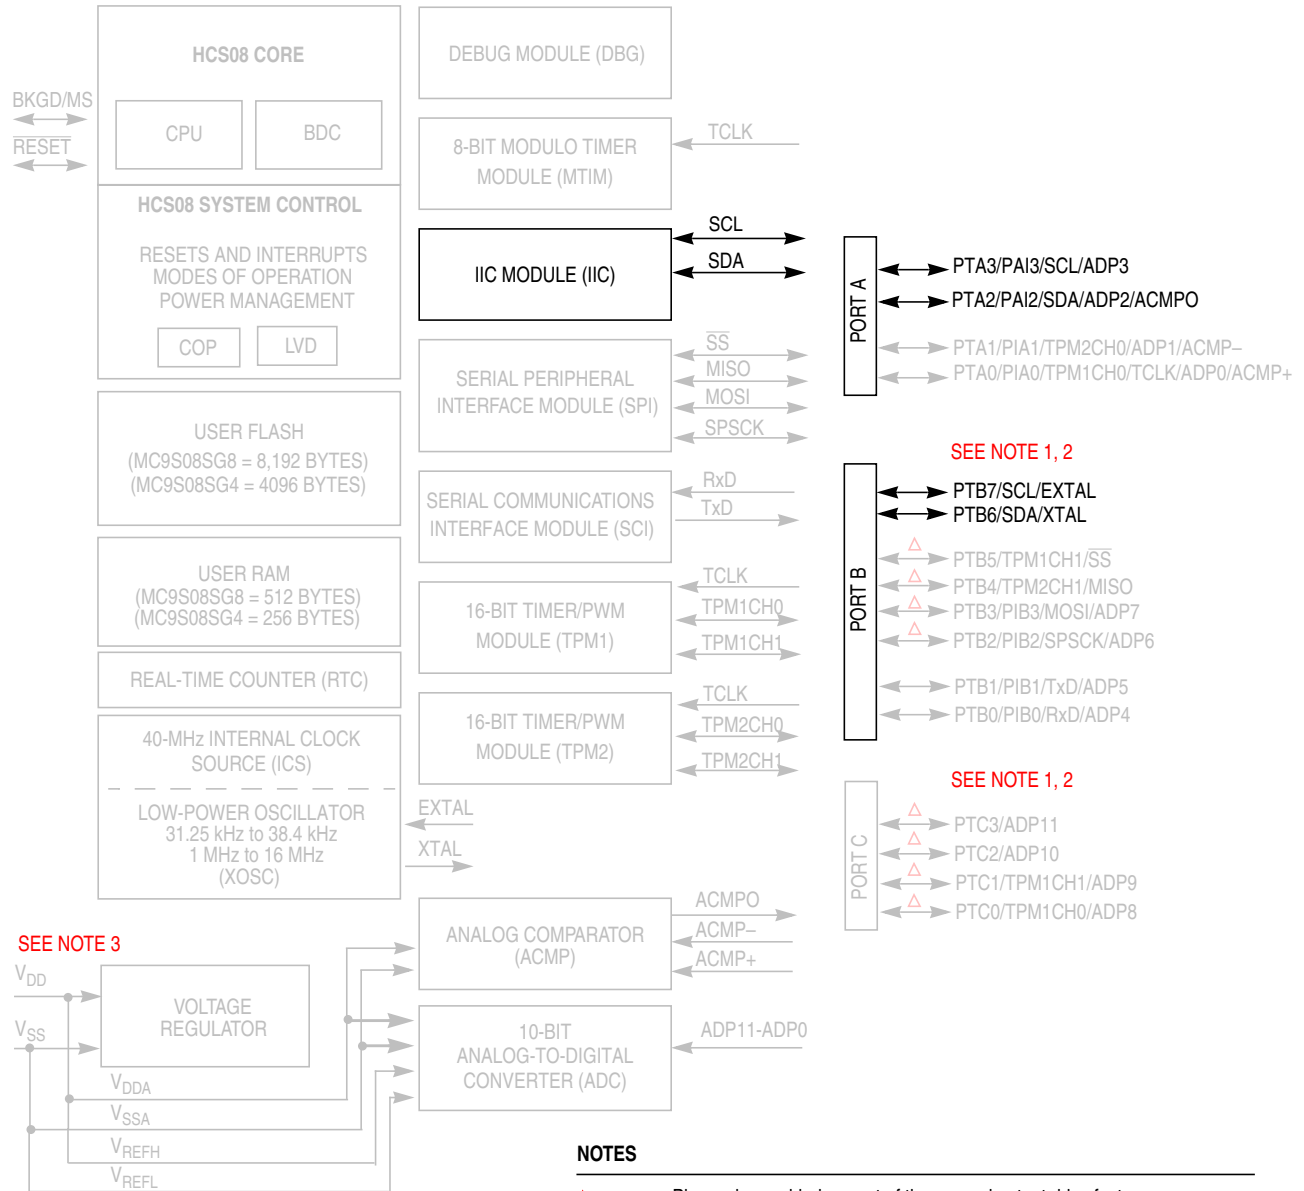 HCS08 CORE
BKGD/MS
RESET
CPU
BDC
HCS08 SYSTEM CONTROL
RESETS AND INTERRUPTS
MODES OF OPERATION
POWER MANAGEMENT
COP
LVD
USER FLASH
(MC9S08SG8 = 8,192 BYTES)
(MC9S08SG4 = 4096 BYTES)
USER RAM
(MC9S08SG8 = 512 BYTES)
(MC9S08SG4 = 256 BYTES)
REAL-TIME COUNTER (RTC)
40-MHz INTERNAL CLOCK
SOURCE (ICS)
LOW-POWER OSCILLATOR
31.25 kHz to 38.4 kHz
1 MHz to 16 MHz
(XOSC)
EXTAL
XTAL
SEE NOTE 3
VDD
VSS
VOLTAGE
REGULATOR
VDDA
VSSA
VREFH
VREFL
DEBUG MODULE (DBG)
8-BIT MODULO TIMER
MODULE (MTIM)
TCLK
IIC MODULE (IIC)
SCL
SDA
SERIAL PERIPHERAL
INTERFACE MODULE (SPI)
SS
MISO
MOSI
SPSCK
SERIAL COMMUNICATIONS
INTERFACE MODULE (SCI)
RxD
TxD
16-BIT TIMER/PWM
MODULE (TPM1)
TCLK
TPM1CH0
TPM1CH1
16-BIT TIMER/PWM
MODULE (TPM2)
TCLK
TPM2CH0
TPM2CH1
ANALOG COMPARATOR
(ACMP)
ACMPO
ACMP–
ACMP+
10-BIT
ANALOG-TO-DIGITAL
CONVERTER (ADC)
ADP11-ADP0
PORT A
PTA3/PAI3/SCL/ADP3
PTA2/PAI2/SDA/ADP2/ACMPO
PTA1/PIA1/TPM2CH0/ADP1/ACMP–
PTA0/PIA0/TPM1CH0/TCLK/ADP0/ACMP+
SEE NOTE 1, 2
PORT B
PTB7/SCL/EXTAL
PTB6/SDA/XTAL
PTB5/TPM1CH1/SS
PTB4/TPM2CH1/MISO
PTB3/PIB3/MOSI/ADP7
PTB2/PIB2/SPSCK/ADP6
PTB1/PIB1/TxD/ADP5
PTB0/PIB0/RxD/ADP4
SEE NOTE 1, 2
PORT C
PTC3/ADP11
PTC2/ADP10
PTC1/TPM1CH1/ADP9
PTC0/TPM1CH0/ADP8
NOTES